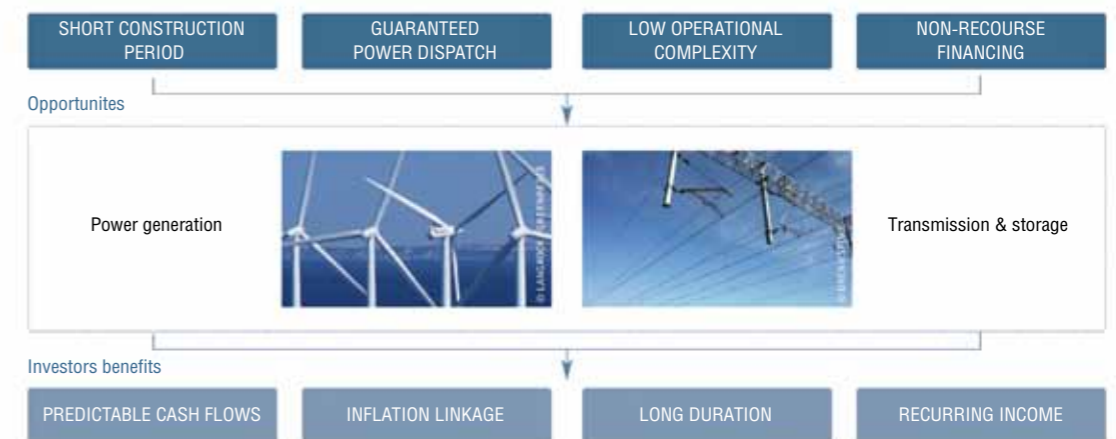 SHORT CONSTRUCTION
PERIOD
GUARANTEED
POWER DISPATCH
LOW OPERATIONAL
COMPLEXITY
NON-RECOURSE
FINANCING
Opportunites
Power generation
Transmission & storage
Investors benefits
PREDICTABLE CASH FLOWS
INFLATION LINKAGE
LONG DURATION
RECURRING INCOME